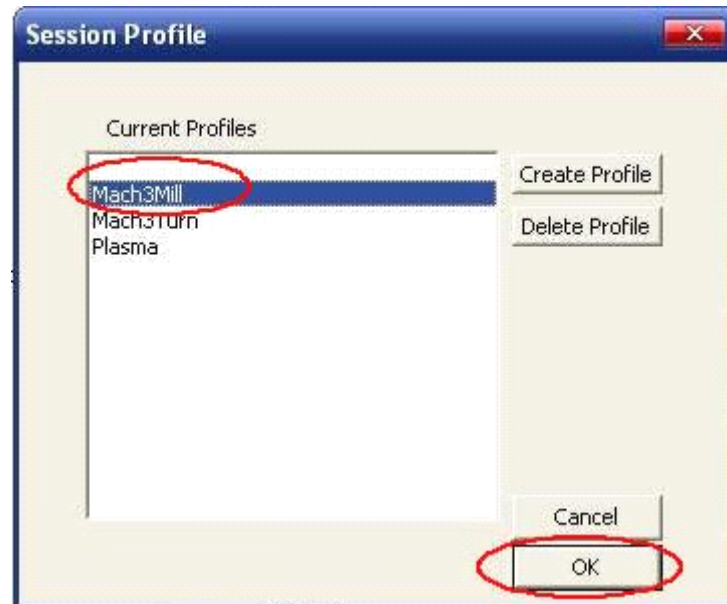 Session Profile
Current Profiles
Mach3Mill
Mach3Turn
Plasma
Create Profile
Delete Profile
Cancel
OK